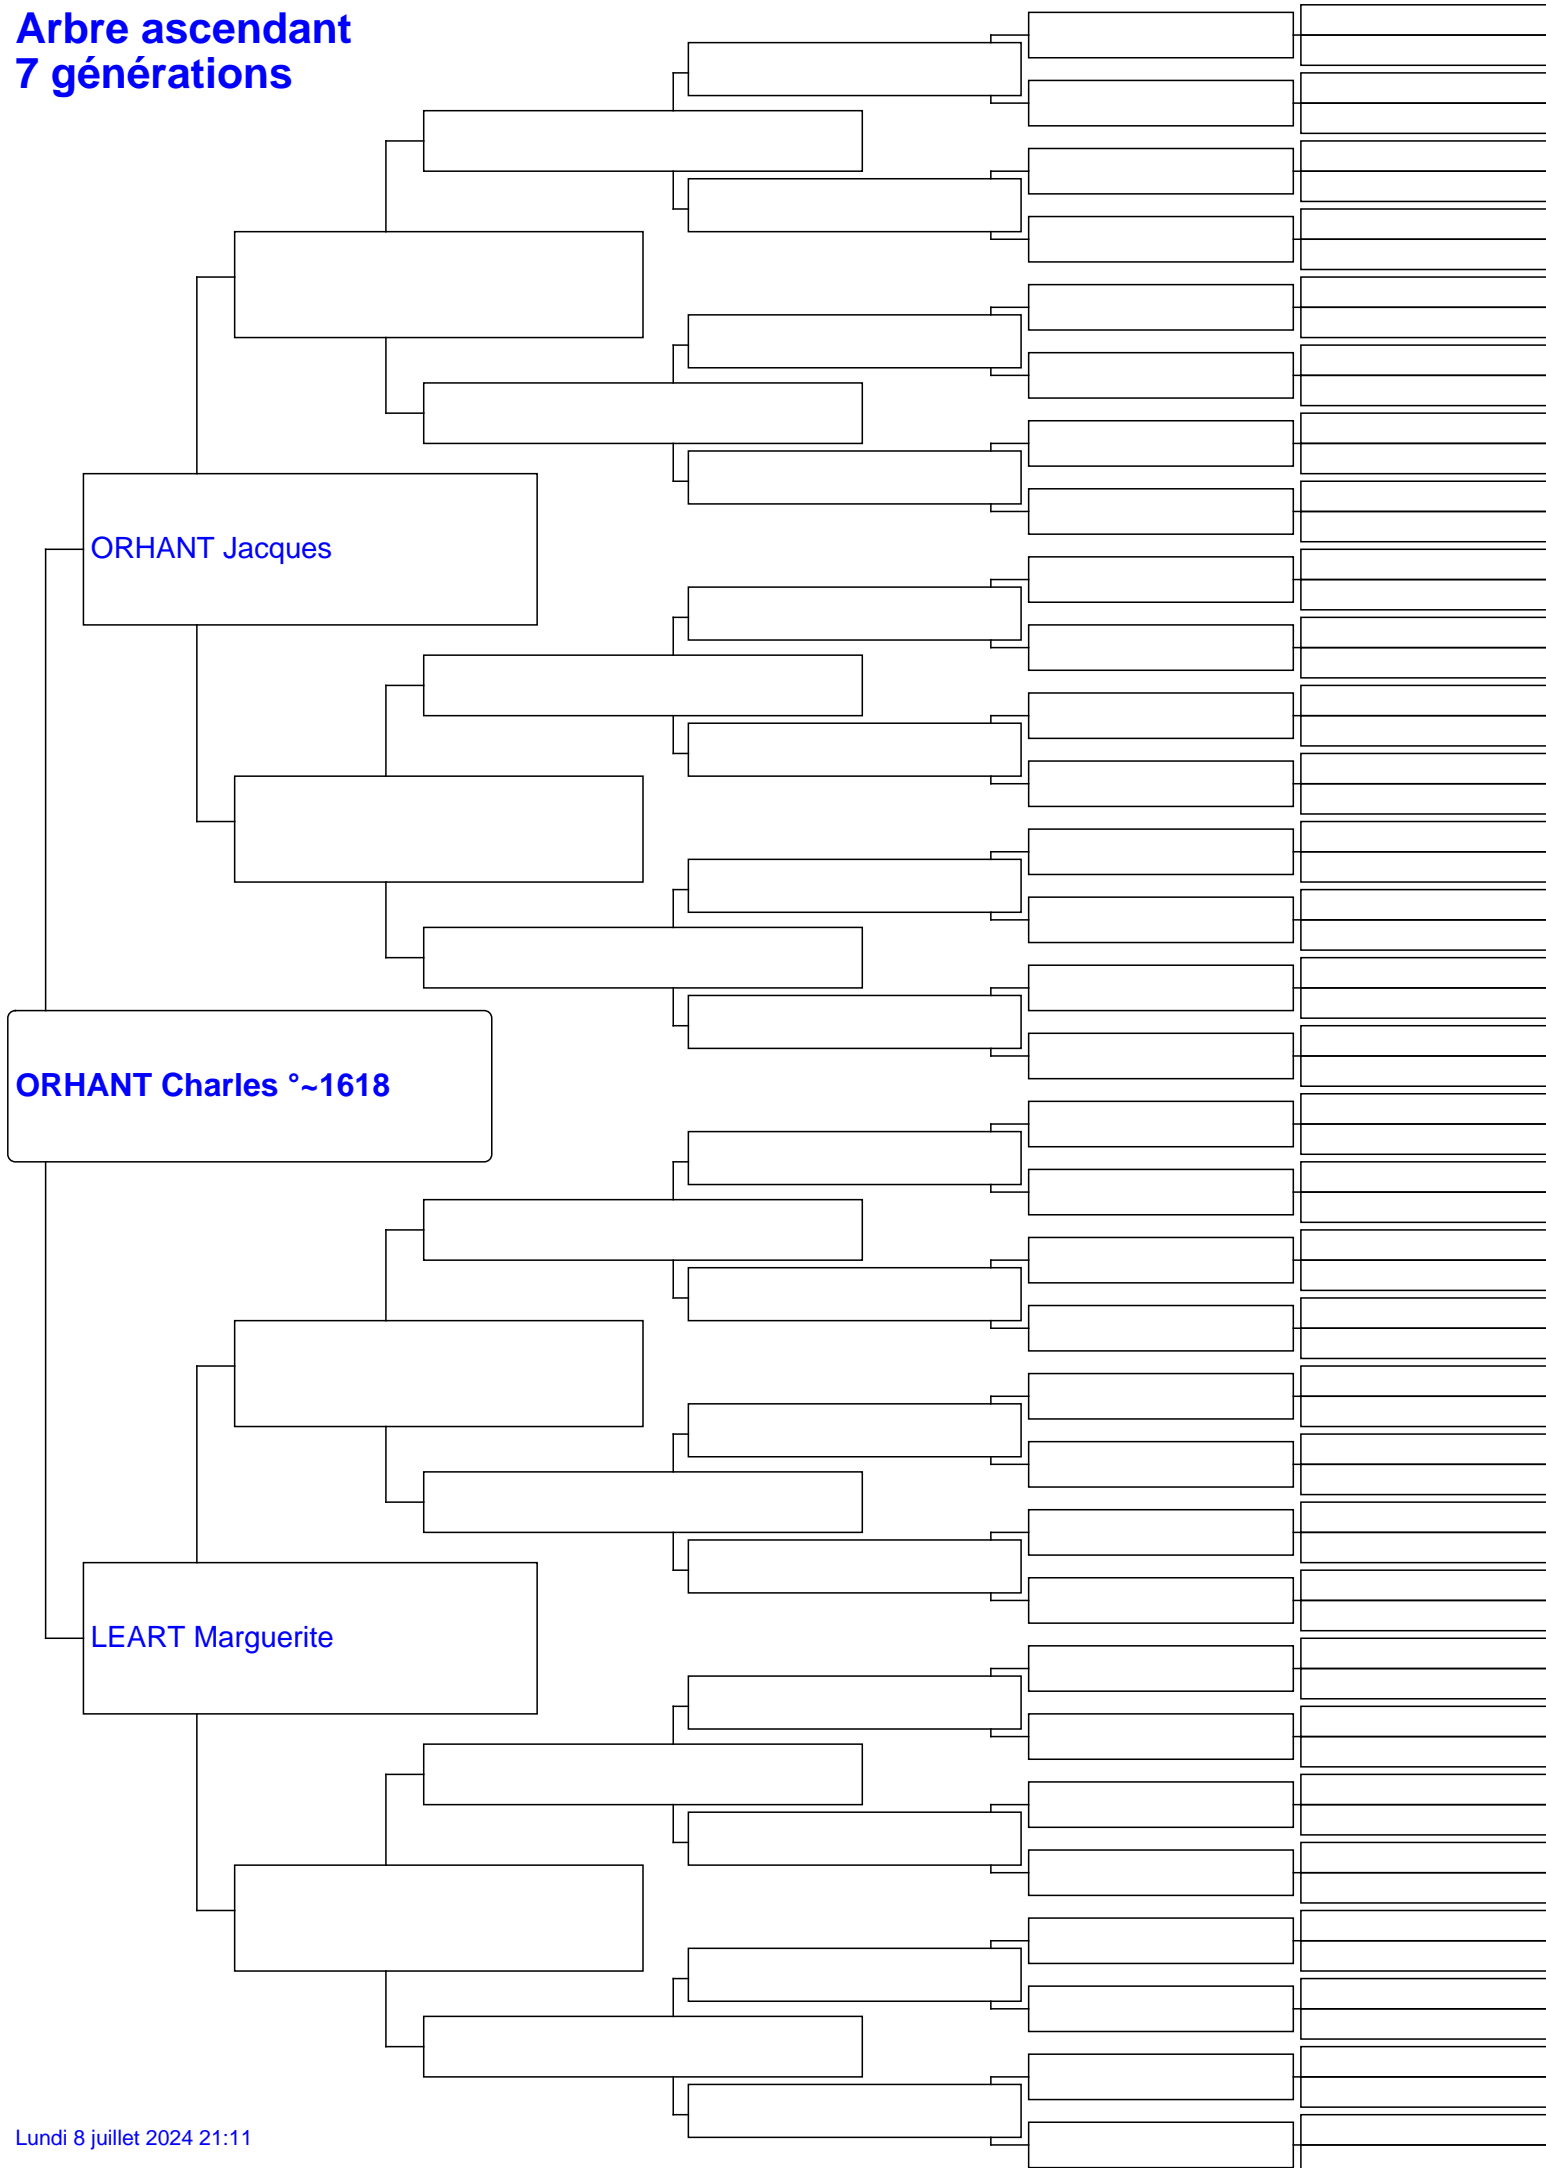 Arbre ascendant
7 générations
ORHANT Jacques
ORHANT Charles °~1618
LEART Marguerite
Lundi 8 juillet 2024 21:11